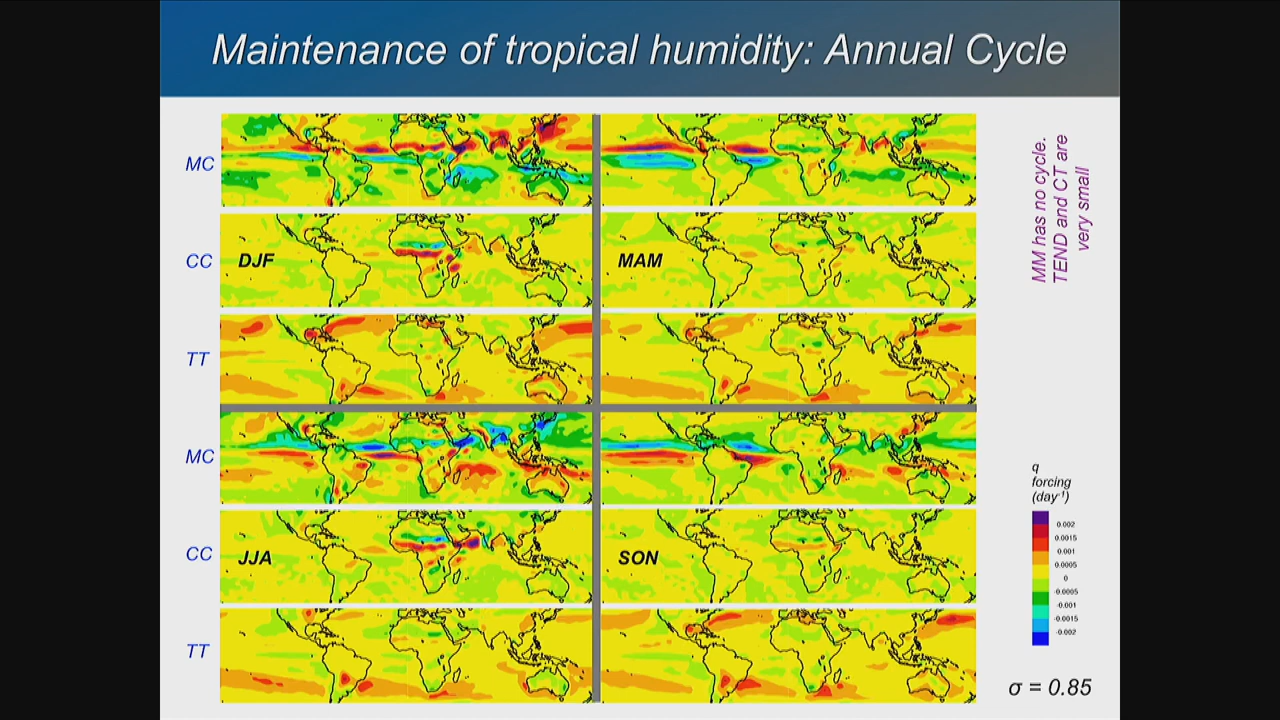 Maintenance of tropical humidity: Annual Cycle
MC
CC
DJF
MAM
TT
MC
CC
JJA
SON
TT
MM has no cycle.
TEND and CT are
very small
q
forcing
(day⁻¹)
0.002
0.0015
0.001
0.0005
0
-0.0005
-0.001
-0.0015
-0.002
σ = 0.85